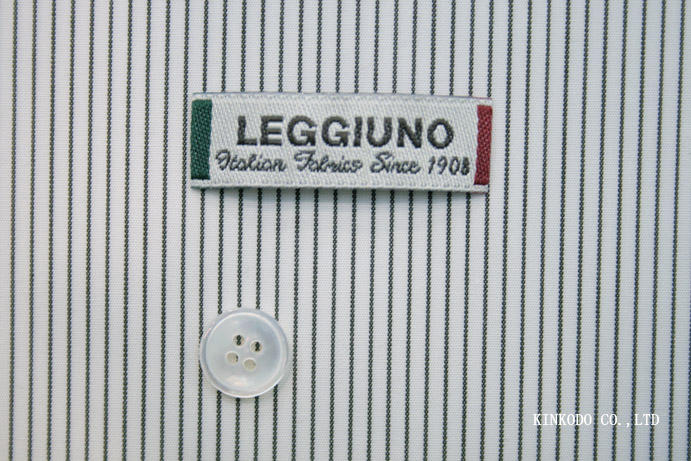 LEGGIUNO
Italian Fabrics Since 1908
KINKODO CO.,LTD